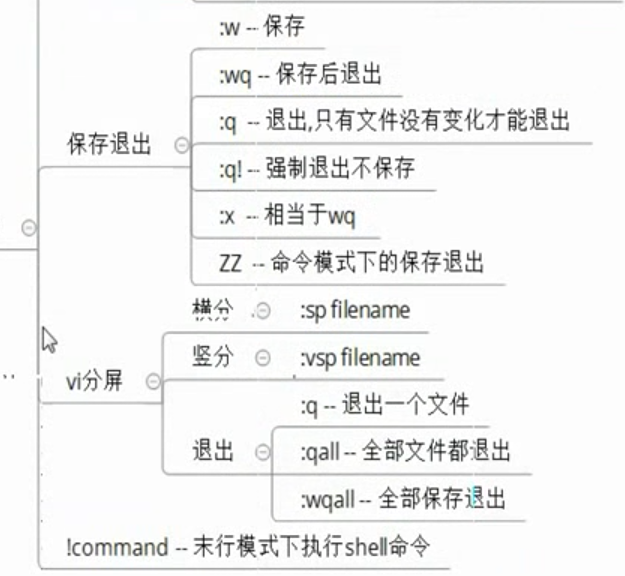 :w -- 保存
:wq -- 保存后退出
:q -- 退出,只有文件没有变化才能退出
保存退出
:q! -- 强制退出不保存
:x -- 相当于wq
ZZ -- 命令模式下的保存退出
横分 :sp filename
竖分 :vsp filename
vi分屏
:q -- 退出一个文件
退出 :qall -- 全部文件都退出
:wqall -- 全部保存退出
!command -- 末行模式下执行shell命令